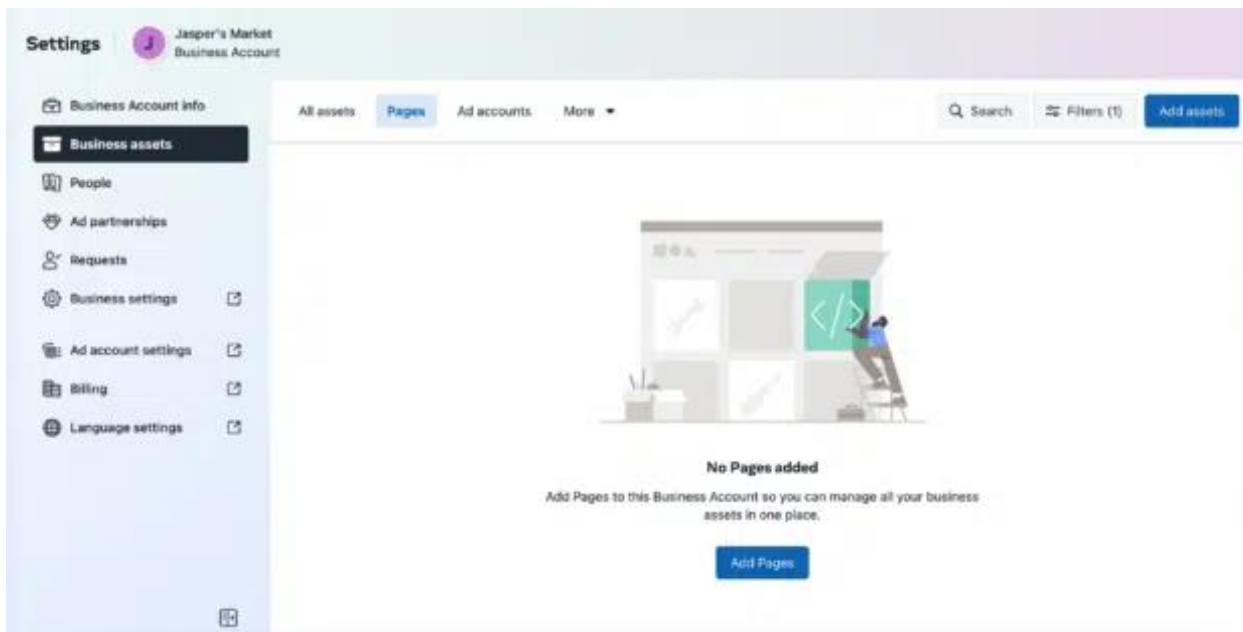 Settings
J
Jasper's Market
Business Account
Business Account info
Business assets
People
Ad partnerships
Requests
Business settings
Ad account settings
Billing
Language settings
All assets Pages Ad accounts More
Search Filters (1) Add assets
</>
No Pages added
Add Pages to this Business Account so you can manage all your business
assets in one place.
Add Pages